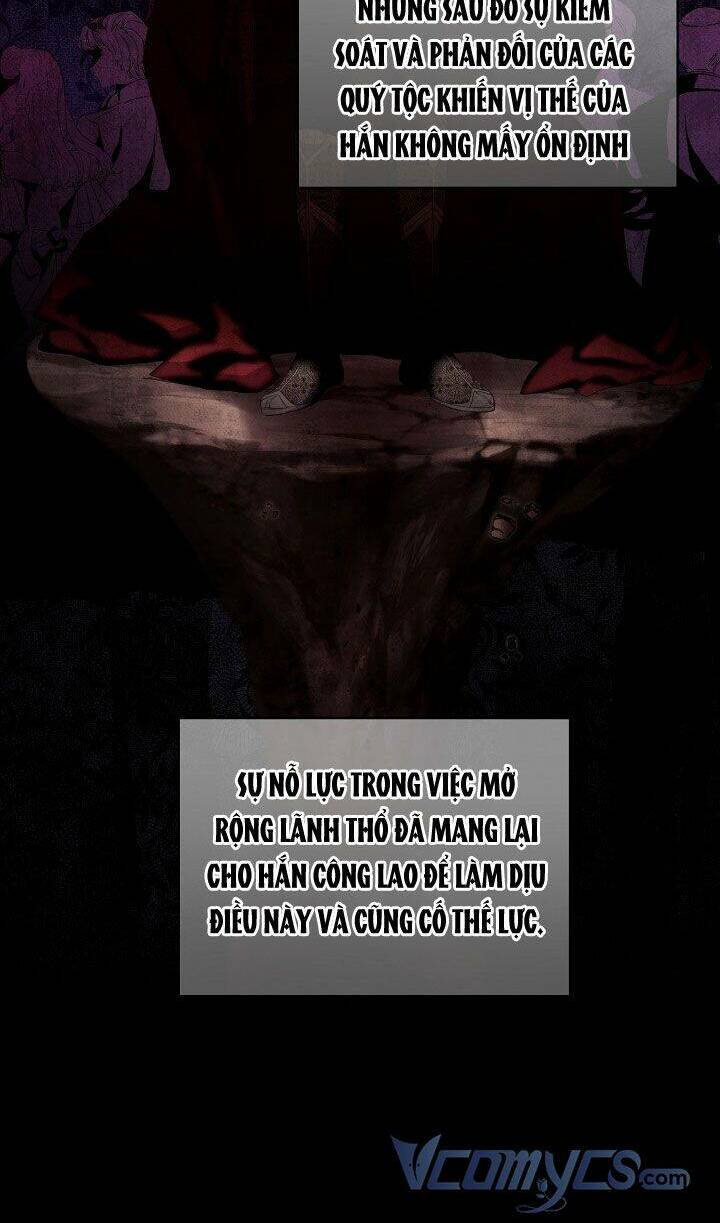 NHƯNG SAU ĐÓ SỰ KIỂM
SOÁT VÀ PHẢN ĐỐI CỦA CÁC
QUÝ TỘC KHIẾN VỊ THẾ CỦA
HẮN KHÔNG MẤY ỔN ĐỊNH
SỰ NỖ LỰC TRONG VIỆC MỞ
RỘNG LÃNH THỔ ĐÃ MANG LẠI
CHO HẮN CÔNG LAO ĐỂ LÀM DỊU
ĐIỀU NÀY VÀ CŨNG CỐ THẾ LỰC.
VCOMYCS.com